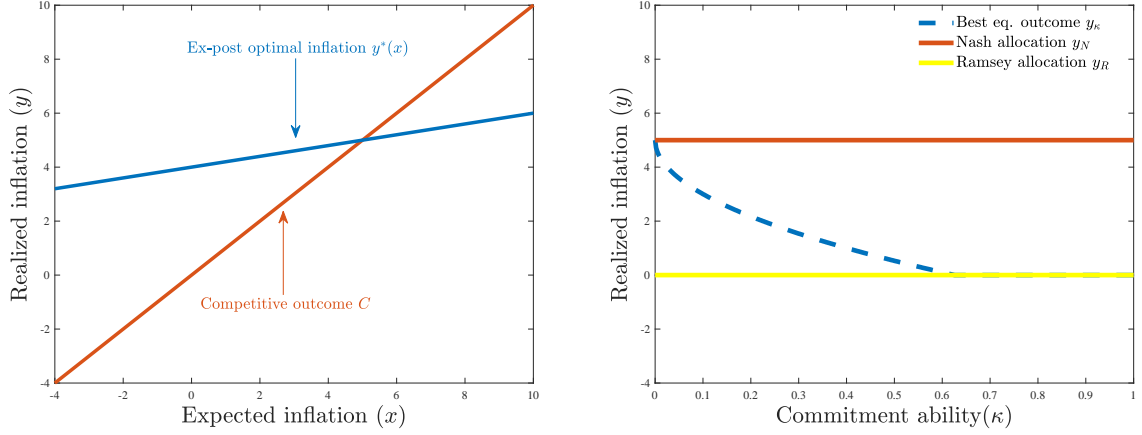 Realized inflation (y)
10
8
6
4
2
0
-2
-4
Ex-post optimal inflation y*(x)
Competitive outcome C
-4 -2 0 2 4 6 8 10
Expected inflation (x)
Realized inflation (y)
10
8
6
4
2
0
-2
-4
Best eq. outcome yκ
Nash allocation yN
Ramsey allocation yR
0 0.1 0.2 0.3 0.4 0.5 0.6 0.7 0.8 0.9 1
Commitment ability(κ)